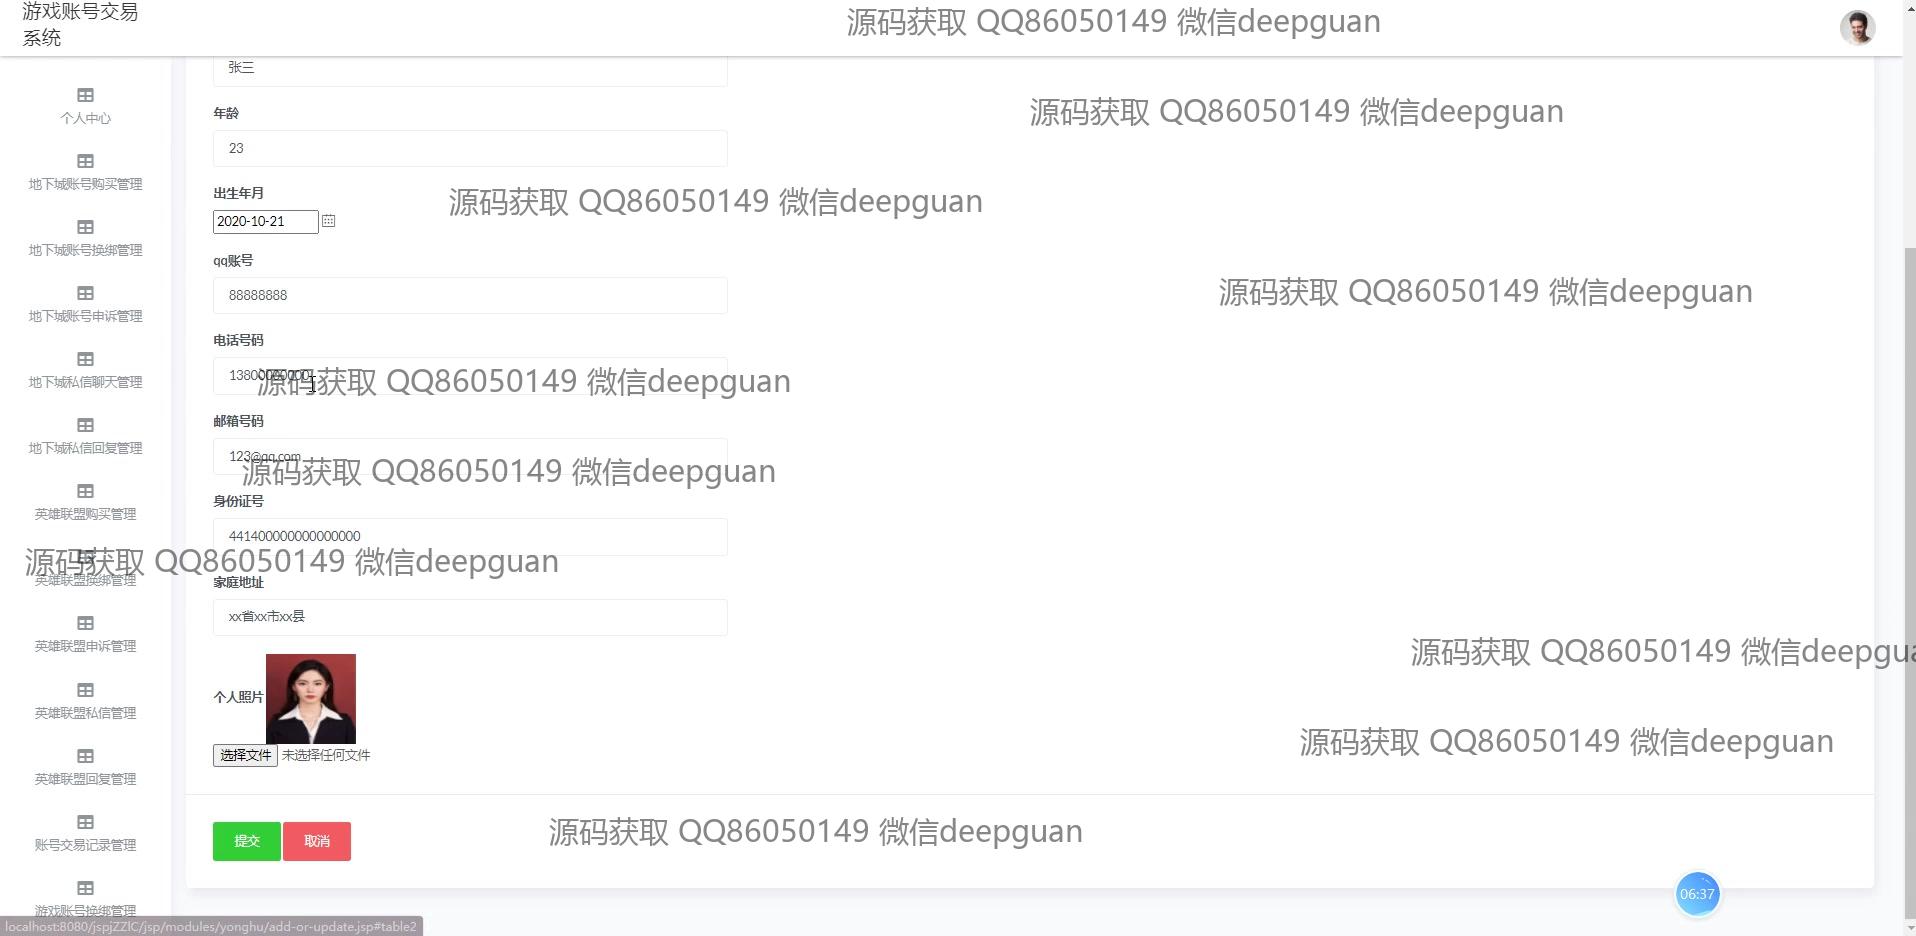 游戏账号交易
系统
源码获取 QQ86050149 微信deepguan
个人中心
地下城账号购买管理
地下城账号换绑管理
地下城账号申诉管理
地下城私信聊天管理
地下城私信回复管理
英雄联盟购买管理
英雄联盟换绑管理
英雄联盟申诉管理
英雄联盟私信管理
英雄联盟回复管理
账号交易记录管理
游戏账号换绑管理
张三
源码获取 QQ86050149 微信deepguan
年龄
23
出生年月
源码获取 QQ86050149 微信deepguan
2020-10-21
qq账号
88888888
源码获取 QQ86050149 微信deepguan
电话号码
13800000000
源码获取 QQ86050149 微信deepguan
邮箱号码
123@qq.com
源码获取 QQ86050149 微信deepguan
身份证号
441400000000000000
源码获取 QQ86050149 微信deepguan
家庭地址
xx省xx市xx县
源码获取 QQ86050149 微信deepgua
个人照片
选择文件 未选择任何文件
源码获取 QQ86050149 微信deepguan
提交 取消
源码获取 QQ86050149 微信deepguan
06:37
localhost:8080/jspjZZlC/jsp/modules/yonghu/add-or-update.jsp#table2